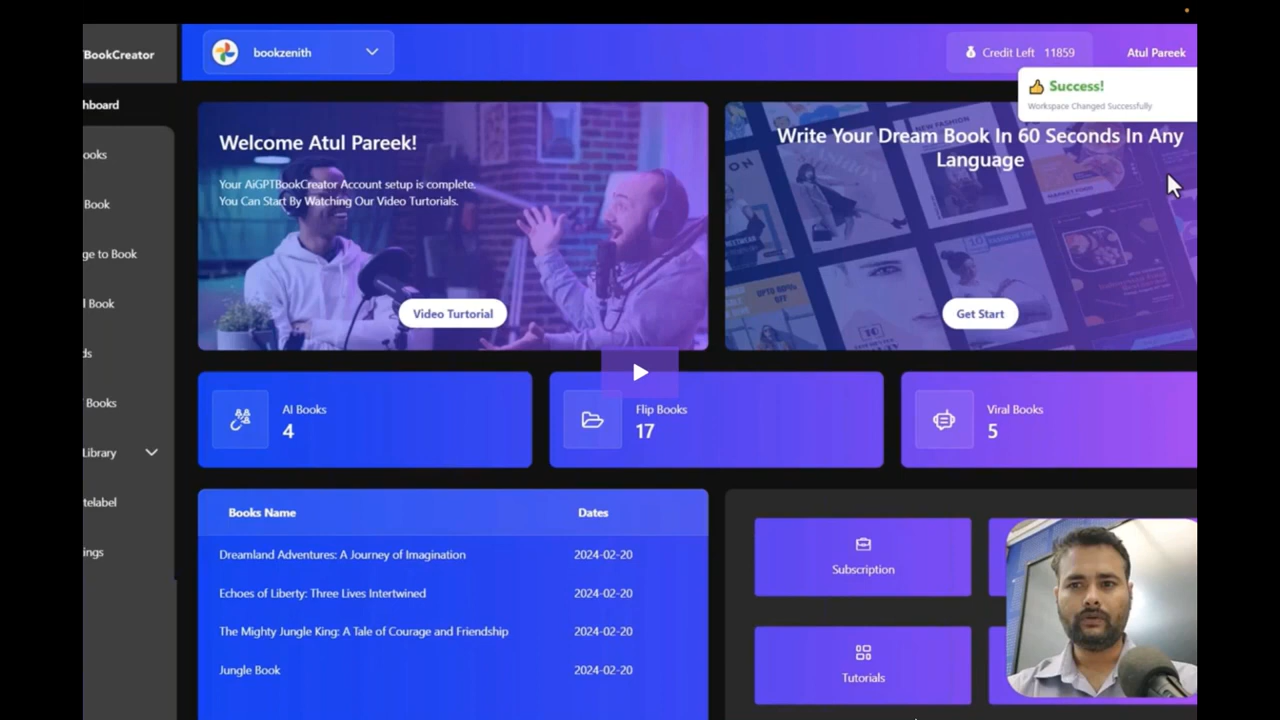 BookCreator
bookzenith
Credit Left 11859
Atul Pareek
Success!
Workspace Changed Successfully
hboard
ooks
Book
ge to Book
l Book
ds
Books
Library
telabel
ings
Welcome Atul Pareek!
Your AiGPTBookCreator Account setup is complete.
You Can Start By Watching Our Video Turtorials.
Video Turtorial
Write Your Dream Book In 60 Seconds In Any
Language
Get Start
AI Books
4
Flip Books
17
Viral Books
5
Books Name Dates
Dreamland Adventures: A Journey of Imagination 2024-02-20
Echoes of Liberty: Three Lives Intertwined 2024-02-20
The Mighty Jungle King: A Tale of Courage and Friendship 2024-02-20
Jungle Book 2024-02-20
Subscription
Tutorials